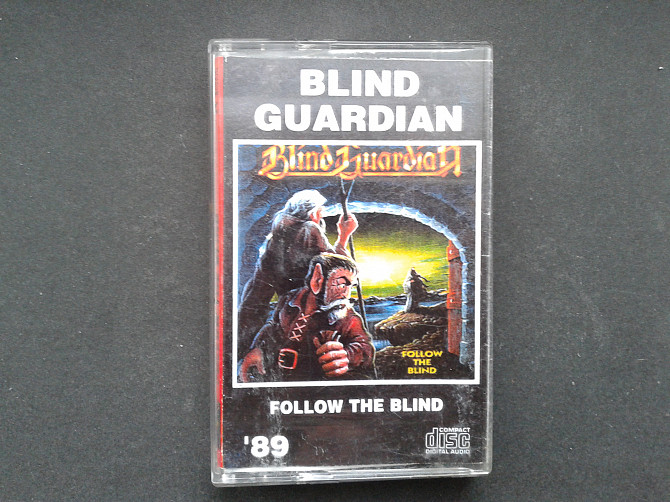 BLIND
GUARDIAN
Blind Guardian
FOLLOW
THE
BLIND
FOLLOW THE BLIND
'89
COMPACT
disc
DIGITAL AUDIO